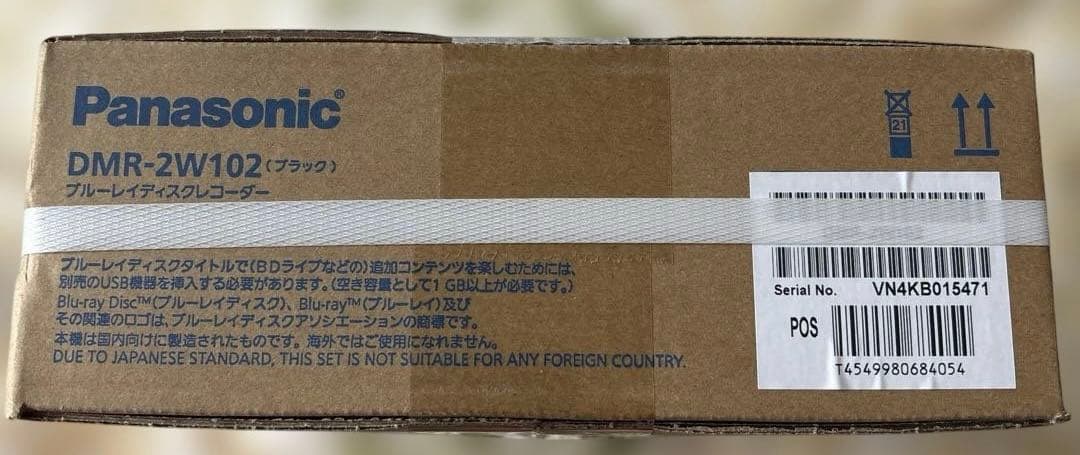 Panasonic®
DMR-2W102(ブラック)
ブルーレイディスクレコーダー
21
ブルーレイディスクタイトルで(BDライブなどの)追加コンテンツを楽しむためには、
別売のUSB機器を挿入する必要があります。(空き容量として1 GB以上が必要です。)
Blu-ray Disc™(ブルーレイディスク)、Blu-ray™(ブルーレイ)及び
その関連のロゴは、ブルーレイディスクアソシエーションの商標です。
本機は国内向けに製造されたものです。海外ではご使用になれません。
DUE TO JAPANESE STANDARD, THIS SET IS NOT SUITABLE FOR ANY FOREIGN COUNTRY.
Serial No. VN4KB015471
POS
T4549980684054